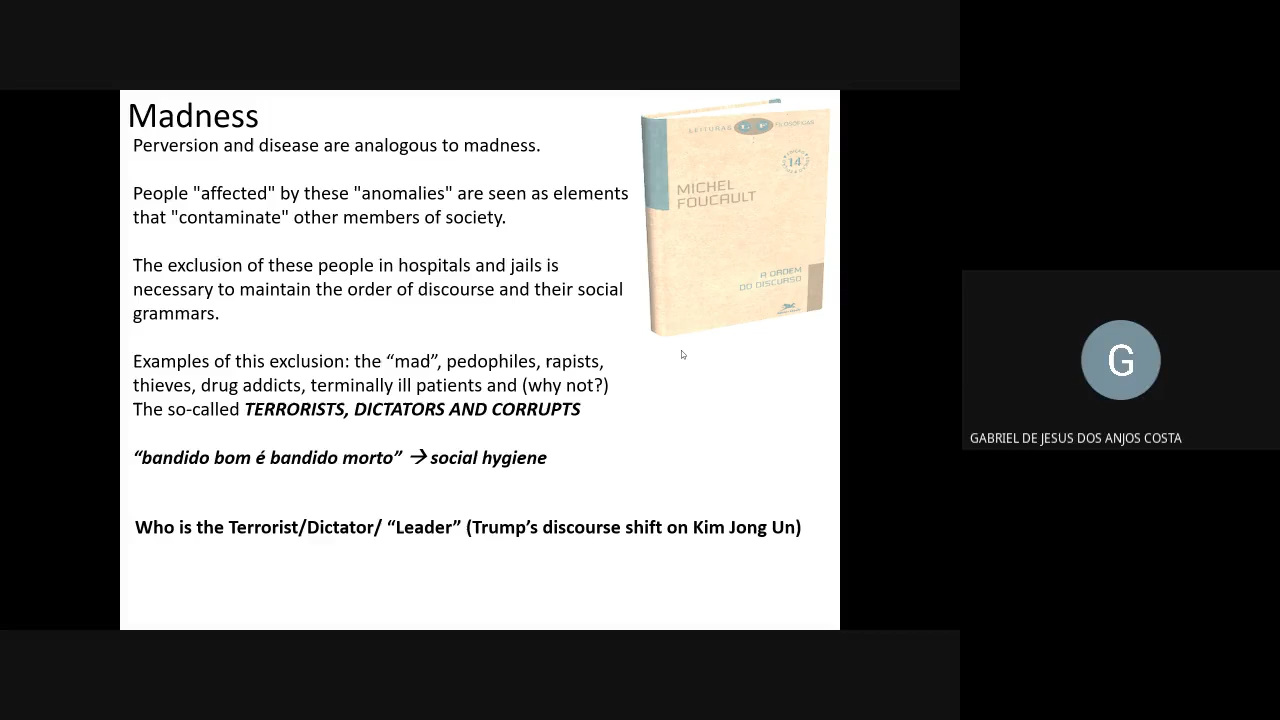 Madness
Perversion and disease are analogous to madness.
People "affected" by these "anomalies" are seen as elements
that "contaminate" other members of society.
The exclusion of these people in hospitals and jails is
necessary to maintain the order of discourse and their social
grammars.
Examples of this exclusion: the “mad”, pedophiles, rapists,
thieves, drug addicts, terminally ill patients and (why not?)
The so-called TERRORISTS, DICTATORS AND CORRUPTS
“bandido bom é bandido morto” → social hygiene
Who is the Terrorist/Dictator/ “Leader” (Trump’s discourse shift on Kim Jong Un)
LEITURAS FILOSÓFICAS
14ª
MICHEL
FOUCAULT
A ORDEM
DO DISCURSO
G
GABRIEL DE JESUS DOS ANJOS COSTA